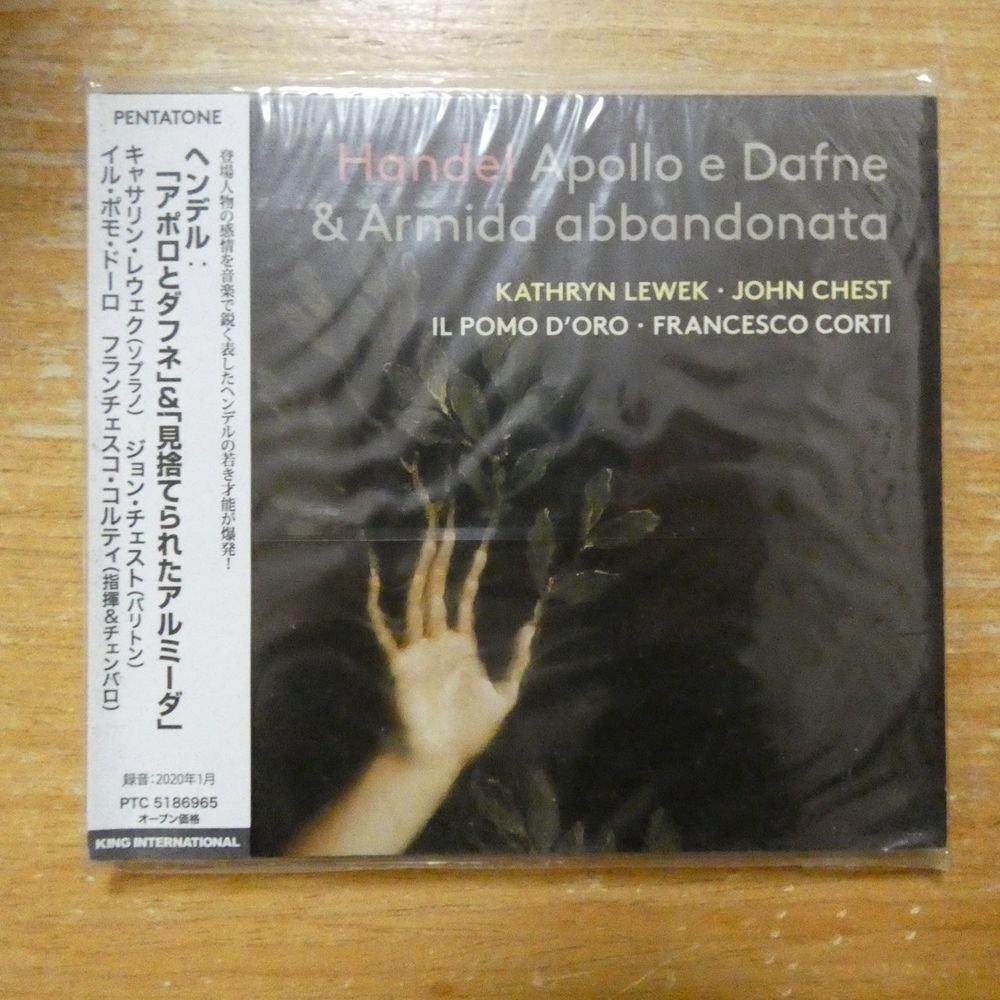 PENTATONE
登場人物の感情を音楽で鋭く表したヘンデルの若き才能が爆発!
ヘンデル:
「アポロとダフネ」&「見捨てられたアルミーダ」
キャサリン・レウェク(ソプラノ) ジョン・チェスト(バリトン)
イル・ポモ・ドーロ フランチェスコ・コルティ(指揮&チェンバロ)
録音:2020年1月
PTC 5186965
オープン価格
KING INTERNATIONAL
Handel Apollo e Dafne
& Armida abbandonata
KATHRYN LEWEK · JOHN CHEST
IL POMO D'ORO · FRANCESCO CORTI